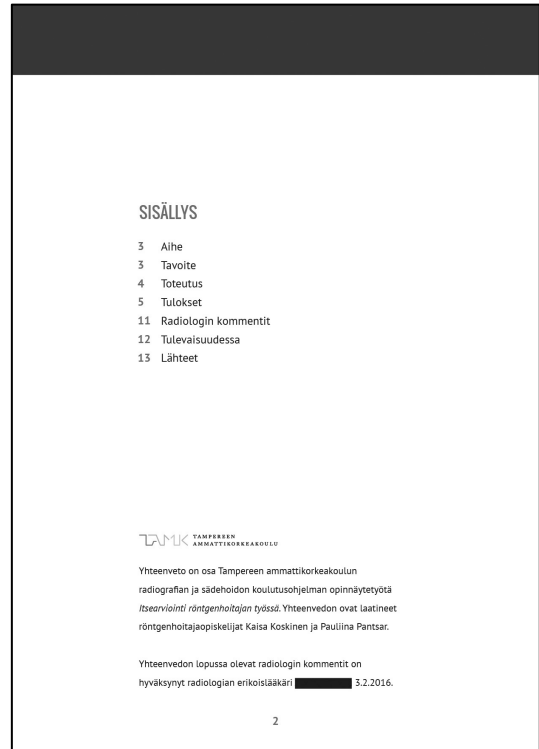 SISÄLLYS
3 Aihe
3 Tavoite
4 Toteutus
5 Tulokset
11 Radiologin kommentit
12 Tulevaisuudessa
13 Lähteet
TAMK TAMPEREEN
AMMATTIKORKEAKOULU
Yhteenveto on osa Tampereen ammattikorkeakoulun
radiografian ja sädehoidon koulutusohjelman opinnäytetyötä
Itsearviointi röntgenhoitajan työssä. Yhteenvedon ovat laatineet
röntgenhoitajaopiskelijat Kaisa Koskinen ja Pauliina Pantsar.
Yhteenvedon lopussa olevat radiologin kommentit on
hyväksynyt radiologian erikoislääkäri 3.2.2016.
2